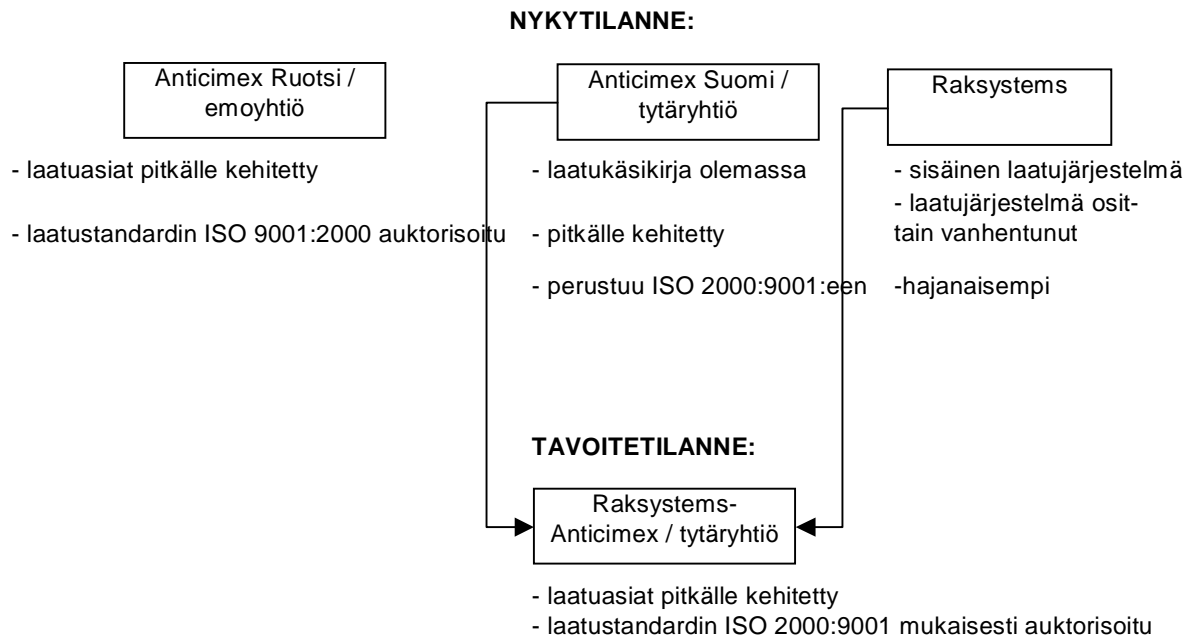 NYKYTILANNE:
Anticimex Ruotsi /
emoyhtiö
- laatuasiat pitkälle kehitetty
- laatustandardin ISO 9001:2000 auktorisoitu
Anticimex Suomi /
tytäryhtiö
- laatukäsikirja olemassa
- pitkälle kehitetty
- perustuu ISO 2000:9001:een
Raksystems
- sisäinen laatujärjestelmä
- laatujärjestelmä osit-
tain vanhentunut
-hajanaisempi
TAVOITETILANNE:
Raksystems-
Anticimex / tytäryhtiö
- laatuasiat pitkälle kehitetty
- laatustandardin ISO 2000:9001 mukaisesti auktorisoitu